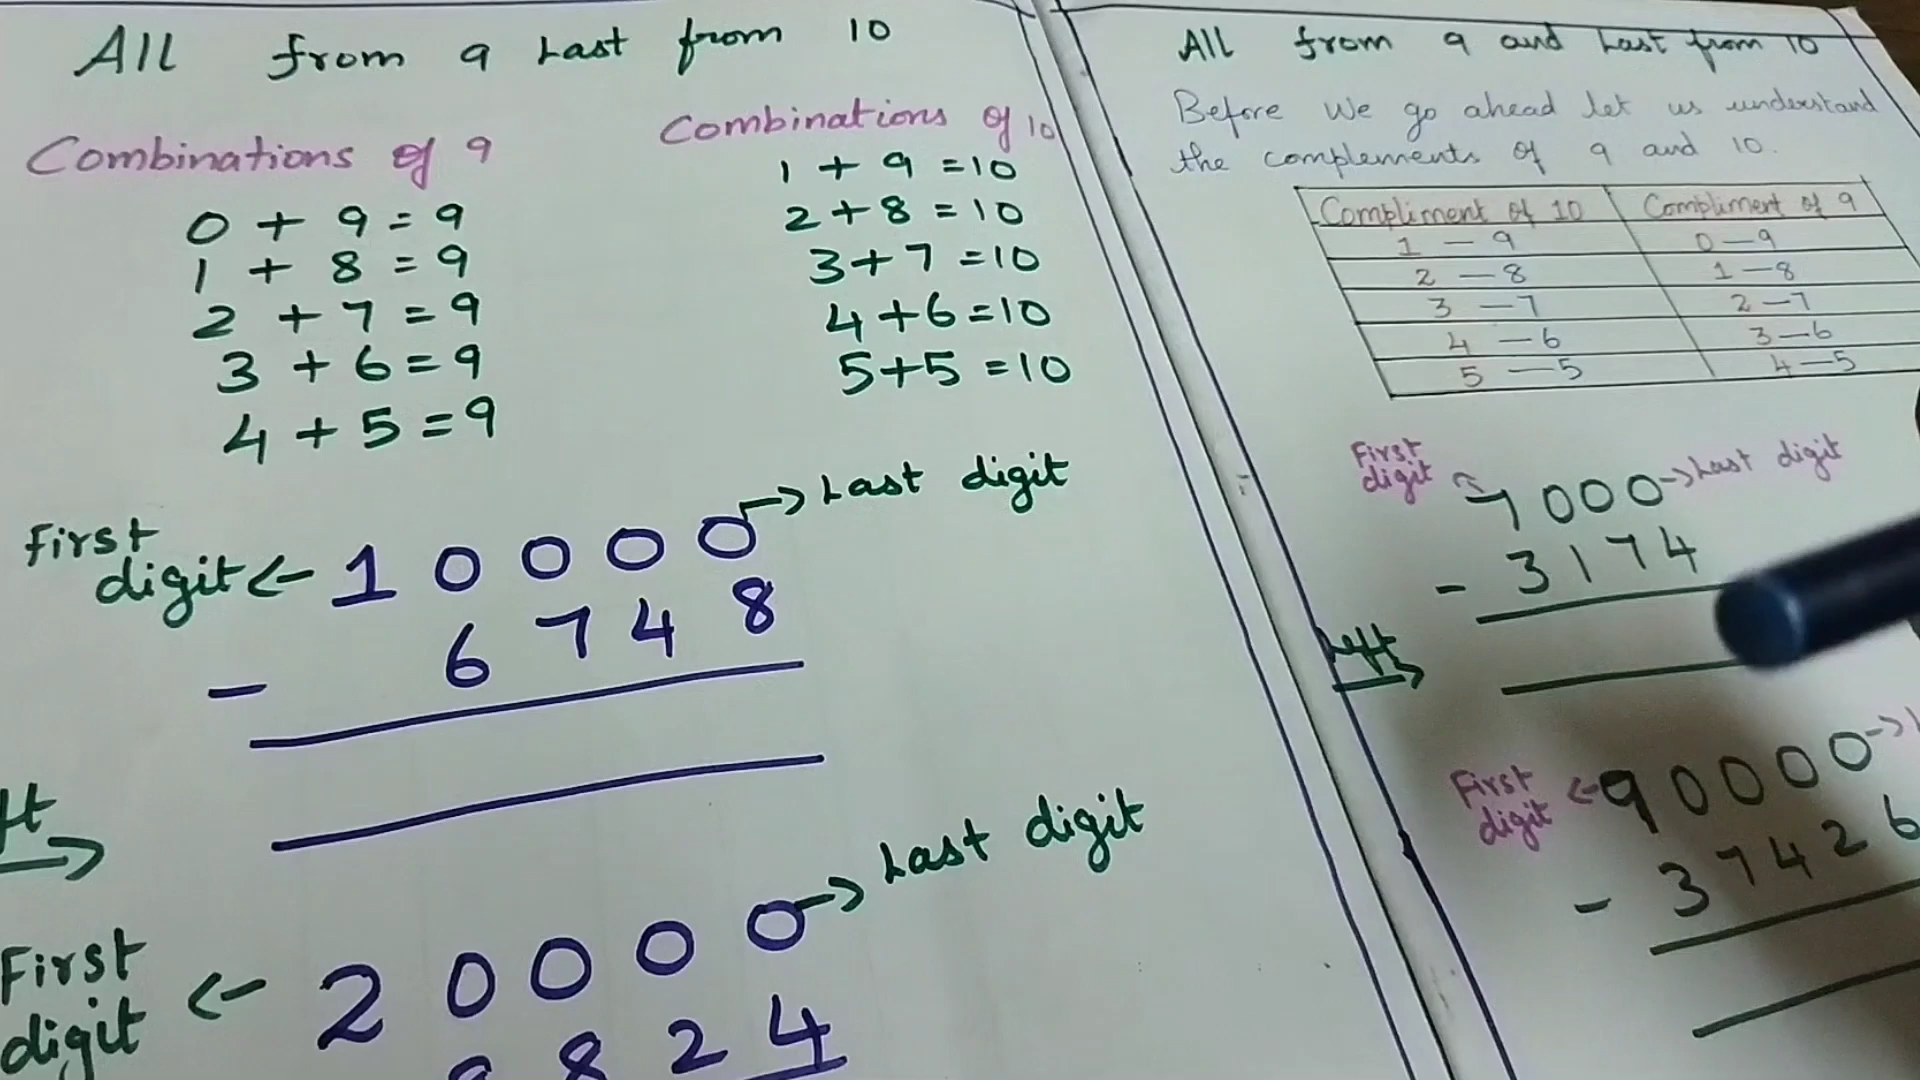 All from 9 Last from 10
Combinations of 9
0 + 9 = 9
1 + 8 = 9
2 + 7 = 9
3 + 6 = 9
4 + 5 = 9
Combinations of 10
1 + 9 = 10
2 + 8 = 10
3 + 7 = 10
4 + 6 = 10
5 + 5 = 10
First
digit ← 1 0 0 0 0 → Last digit
- 6 7 4 8
First
digit ← 2 0 0 0 0 → Last digit
8 2 4
All from 9 and Last from 10
Before We go ahead let us understand
the complements of 9 and 10.
Compliment of 10 Compliment of 9
1 - 9 0 - 9
2 - 8 1 - 8
3 - 7 2 - 7
4 - 6 3 - 6
5 - 5 4 - 5
First
digit 7 0 0 0 → Last digit
- 3 1 7 4
Left →
First
digit ← 9 0 0 0 0 →
- 3 7 4 2 6